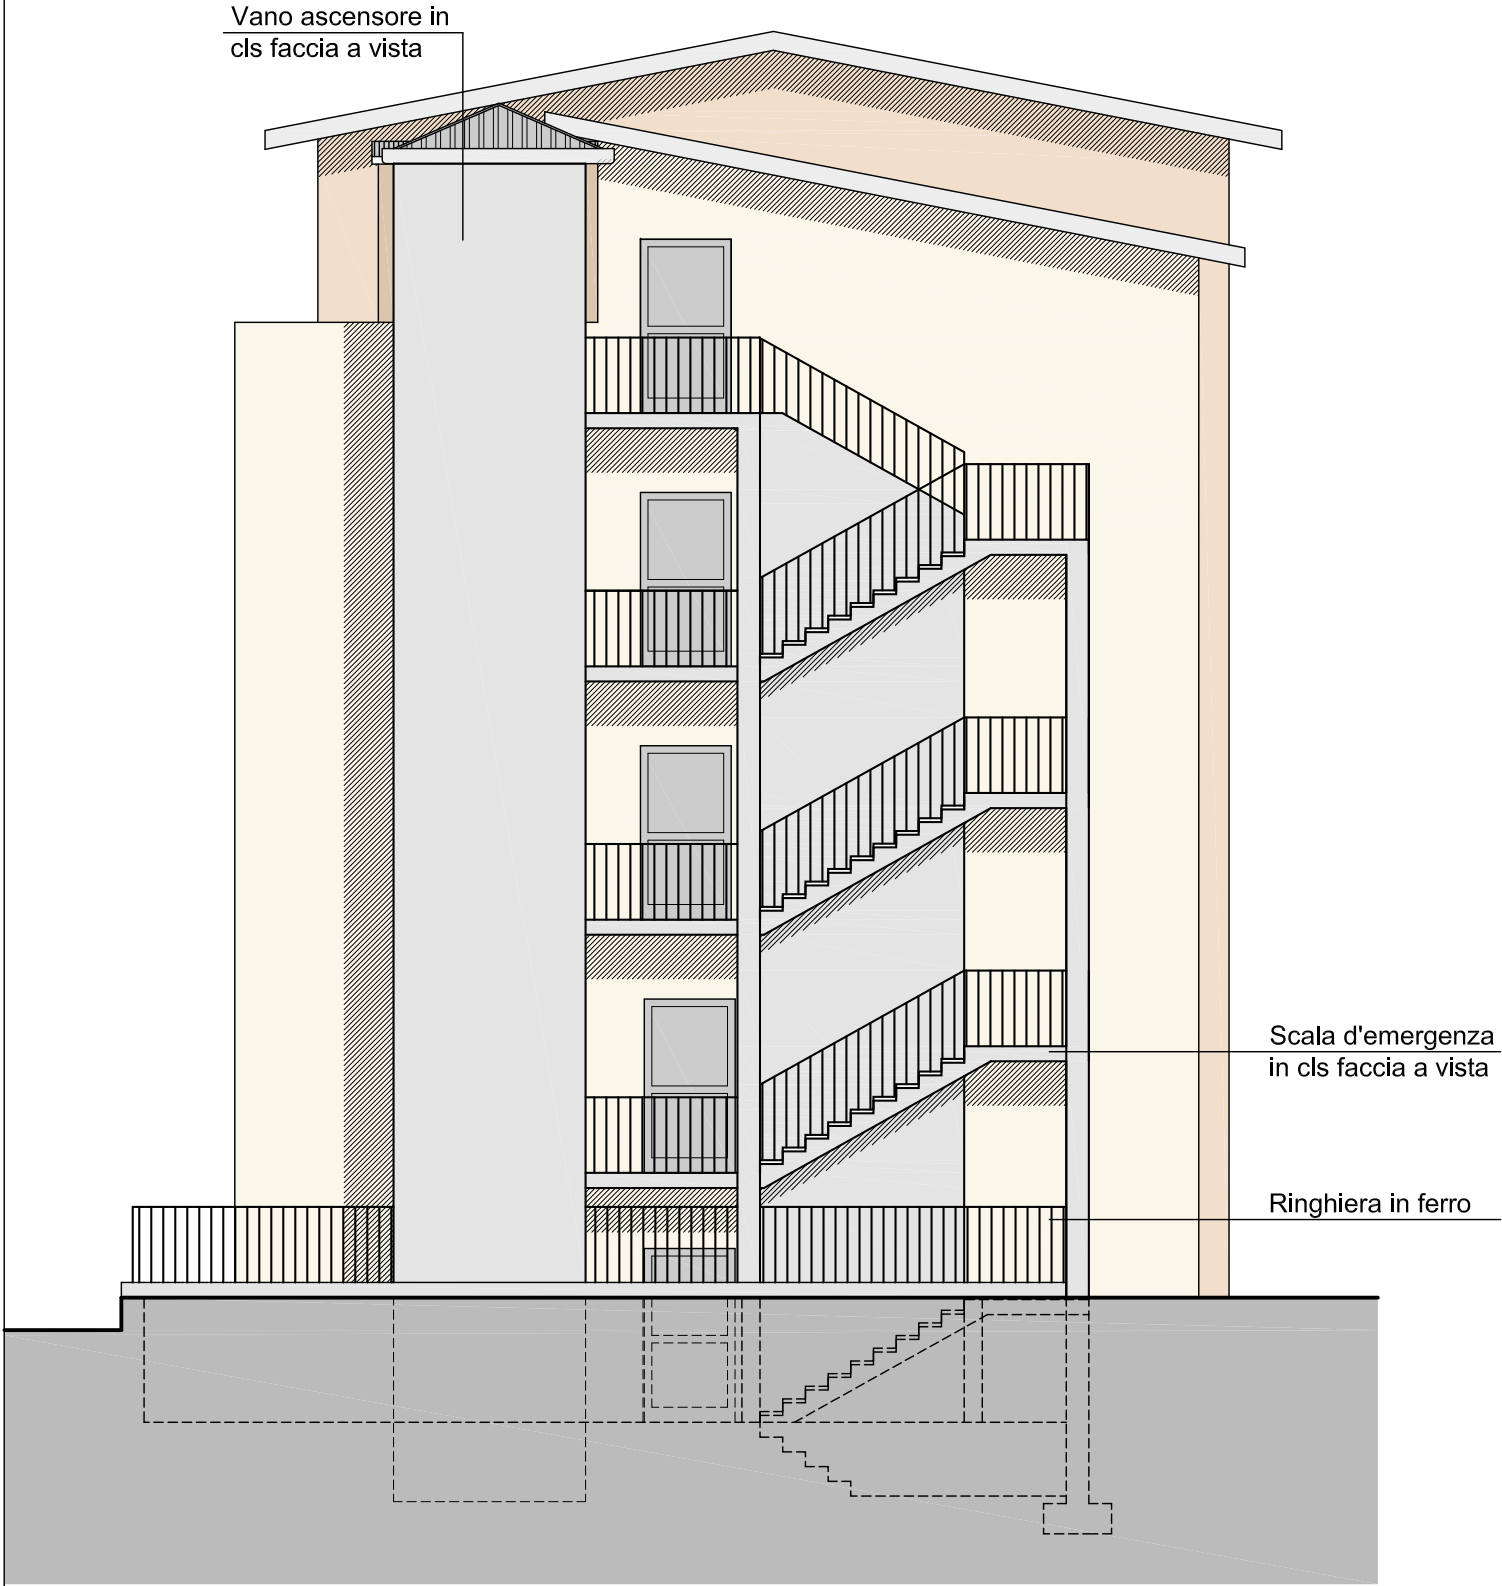 Vano ascensore in
cls faccia a vista
Scala d'emergenza
in cls faccia a vista
Ringhiera in ferro